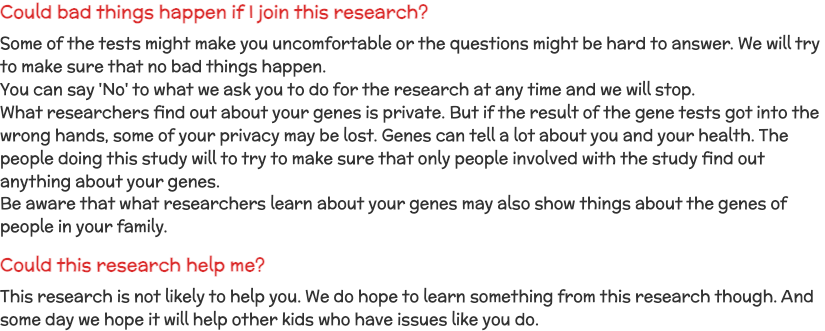 Could bad things happen if I join this research?
Some of the tests might make you uncomfortable or the questions might be hard to answer. We will try
to make sure that no bad things happen.
You can say 'No' to what we ask you to do for the research at any time and we will stop.
What researchers find out about your genes is private. But if the result of the gene tests got into the
wrong hands, some of your privacy may be lost. Genes can tell a lot about you and your health. The
people doing this study will to try to make sure that only people involved with the study find out
anything about your genes.
Be aware that what researchers learn about your genes may also show things about the genes of
people in your family.
Could this research help me?
This research is not likely to help you. We do hope to learn something from this research though. And
some day we hope it will help other kids who have issues like you do.